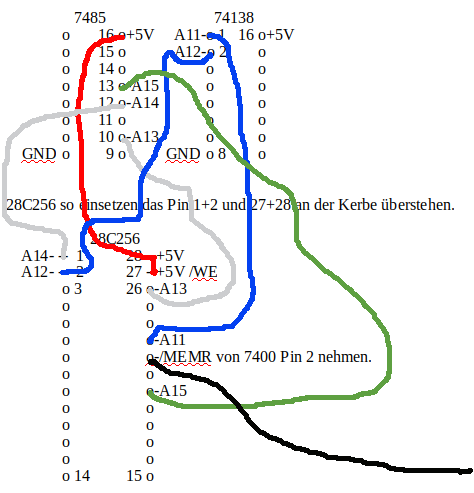 7485 74138
o 16 o+5V A11-o 1 16 o+5V
o 15 o A12-o 2 o
o 14 o o o
o 13 o-A15 o o
o 12 o-A14 o o
o 11 o o o
o 10 o-A13 o o
GND o 9 o GND o 8 o
28C256 so einsetzen das Pin 1+2 und 27+28 an der Kerbe überstehen.
28C256
A14- - 1 28 - +5V
A12- - 2 27 - +5V /WE
o 3 26 o-A13
o o
o o
o o-A11
o o-/MEMR von 7400 Pin 2 nehmen.
o o
o o-A15
o o
o o
o o
o o
o 14 15 o